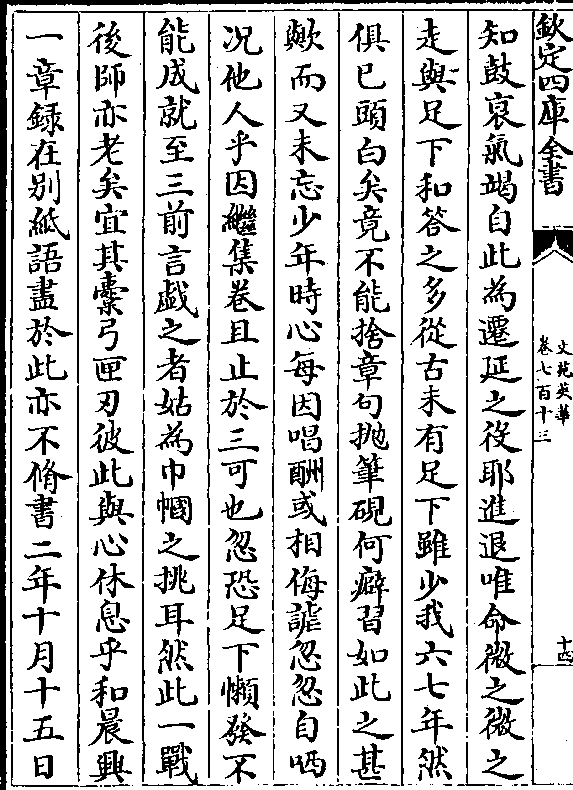 欽定四庫全書
文苑英華
卷七百十三
十四
知鼓衰氣竭自此為遷延之役耶進退唯命微之微之
走與足下和答之多從古未有足下雖少我六七年然
俱已頭白矣竟不能捨章句抛筆硯何癖習如此之甚
歟而又未忘少年時心每因唱酬或相侮謔忽忽自哂
况他人乎因繼集卷且止於三可也忽恐足下懶發不
能成就至三前言戯之者姑為巾幗之挑耳然此一戰
後師亦老矣宜其櫜弓匣刃彼此與心休息乎和晨興
一章録在别紙語盡於此亦不脩書二年十月十五日